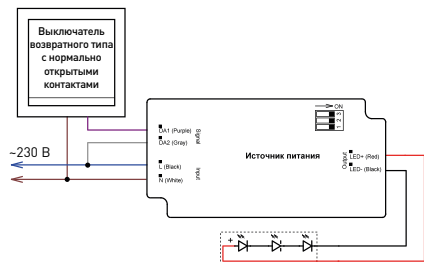 Выключатель
возвратного типа
с нормально
открытыми
контактами
ON
1 2 3
DA1 (Purple)
DA2 (Gray)
Signal
~230 В
L (Black)
N (White)
Input
Источник питания
Output
LED+ (Red)
LED- (Black)
+